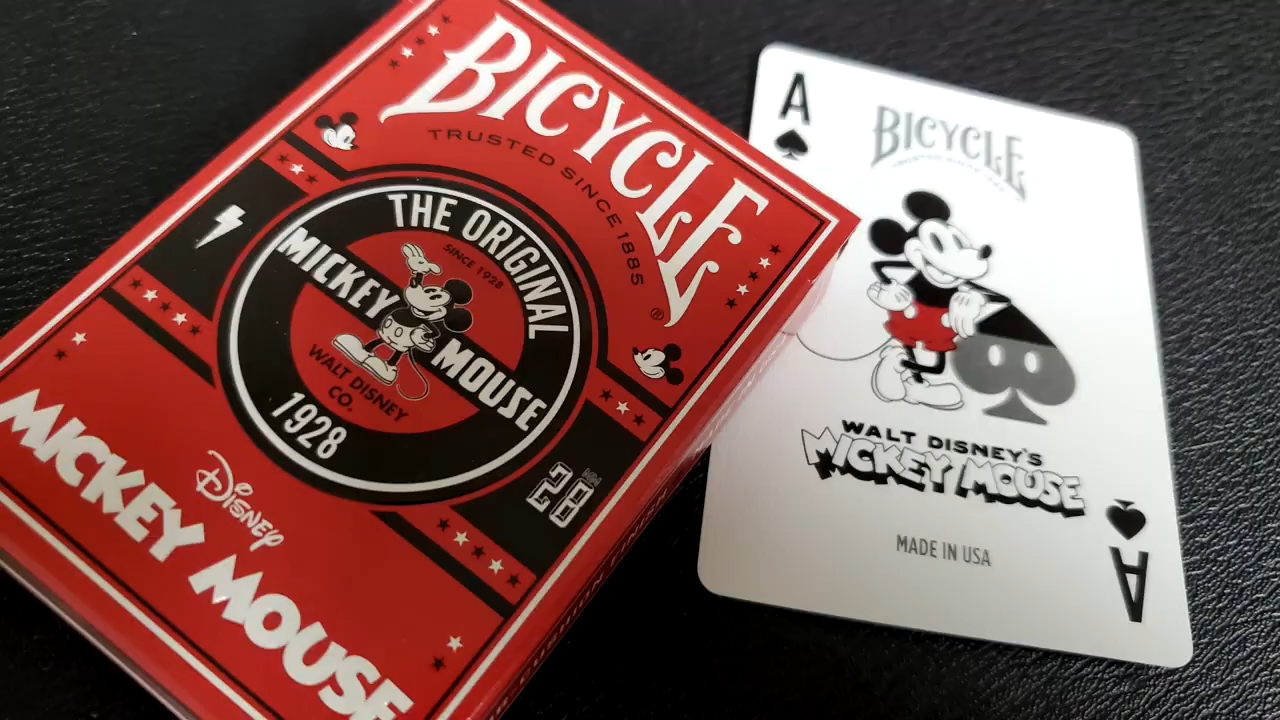 BICYCLE
TRUSTED SINCE 1885
®
THE ORIGINAL
SINCE 1928
MICKEY
MOUSE
WALT DISNEY
CO.
1928
28
Disney
MICKEY MOUSE
A
BICYCLE
WALT DISNEY'S
MICKEY MOUSE
MADE IN USA
A